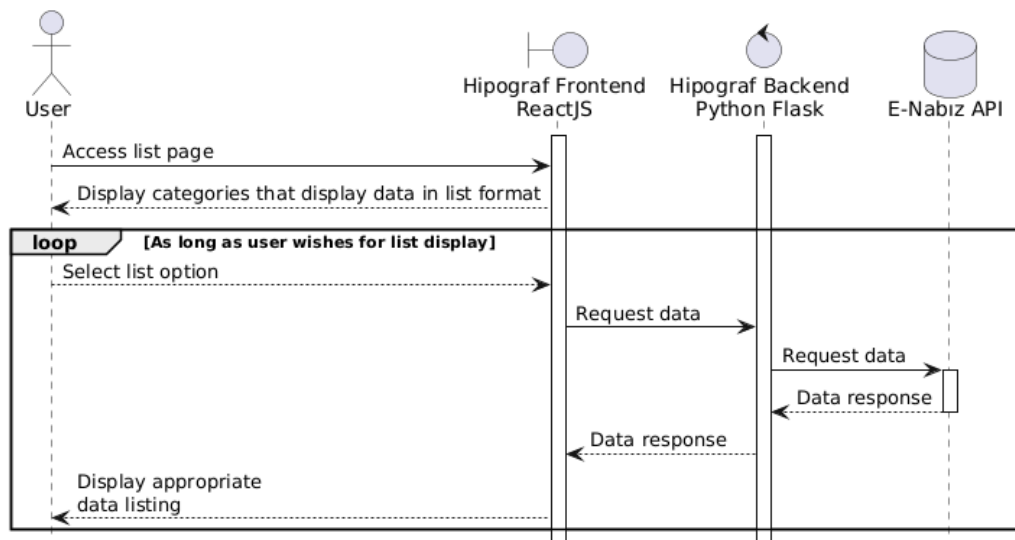 User
Hipograf Frontend
ReactJS
Hipograf Backend
Python Flask
E-Nabız API
Access list page
Display categories that display data in list format
loop
[As long as user wishes for list display]
Select list option
Request data
Request data
Data response
Data response
Display appropriate
data listing